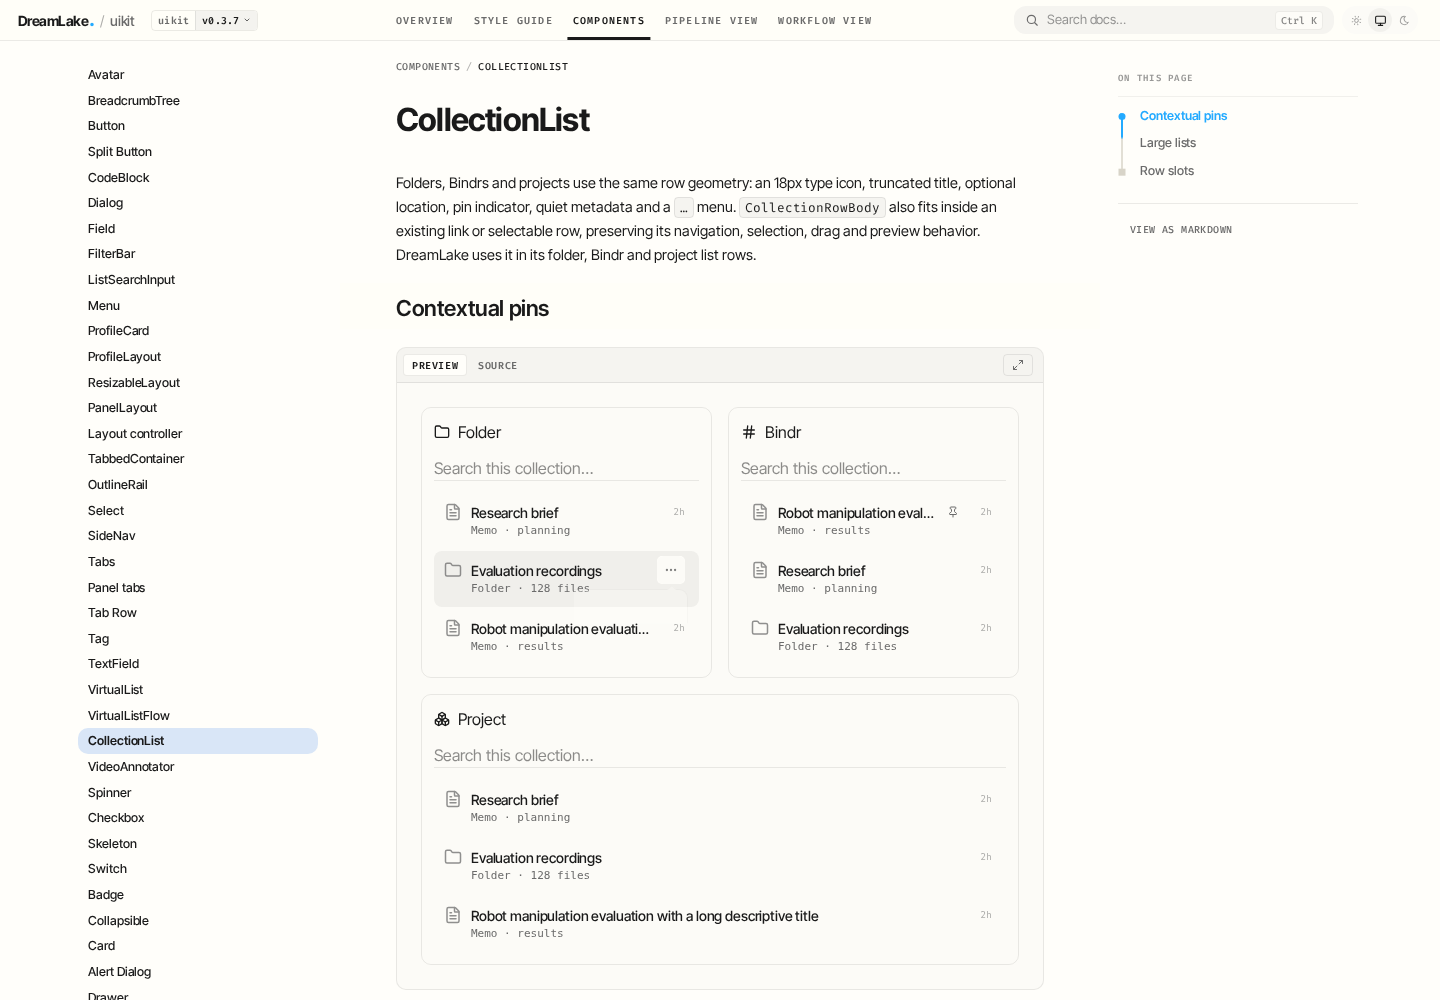 DreamLake. / uikit
uikit v0.3.7
OVERVIEW STYLE GUIDE COMPONENTS PIPELINE VIEW WORKFLOW VIEW
Search docs... Ctrl K
Avatar
BreadcrumbTree
Button
Split Button
CodeBlock
Dialog
Field
FilterBar
ListSearchInput
Menu
ProfileCard
ProfileLayout
ResizableLayout
PanelLayout
Layout controller
TabbedContainer
OutlineRail
Select
SideNav
Tabs
Panel tabs
Tab Row
Tag
TextField
VirtualList
VirtualListFlow
CollectionList
VideoAnnotator
Spinner
Checkbox
Skeleton
Switch
Badge
Collapsible
Card
Alert Dialog
Drawer
COMPONENTS / COLLECTIONLIST
CollectionList
Folders, Bindrs and projects use the same row geometry: an 18px type icon, truncated title, optional
location, pin indicator, quiet metadata and a … menu. CollectionRowBody also fits inside an
existing link or selectable row, preserving its navigation, selection, drag and preview behavior.
DreamLake uses it in its folder, Bindr and project list rows.
Contextual pins
PREVIEW SOURCE
Folder
Search this collection...
Research brief 2h
Memo · planning
Evaluation recordings ...
Folder · 128 files
Robot manipulation evaluati... 2h
Memo · results
Bindr
Search this collection...
Robot manipulation eval... 2h
Memo · results
Research brief 2h
Memo · planning
Evaluation recordings 2h
Folder · 128 files
Project
Search this collection...
Research brief 2h
Memo · planning
Evaluation recordings 2h
Folder · 128 files
Robot manipulation evaluation with a long descriptive title 2h
Memo · results
ON THIS PAGE
Contextual pins
Large lists
Row slots
VIEW AS MARKDOWN